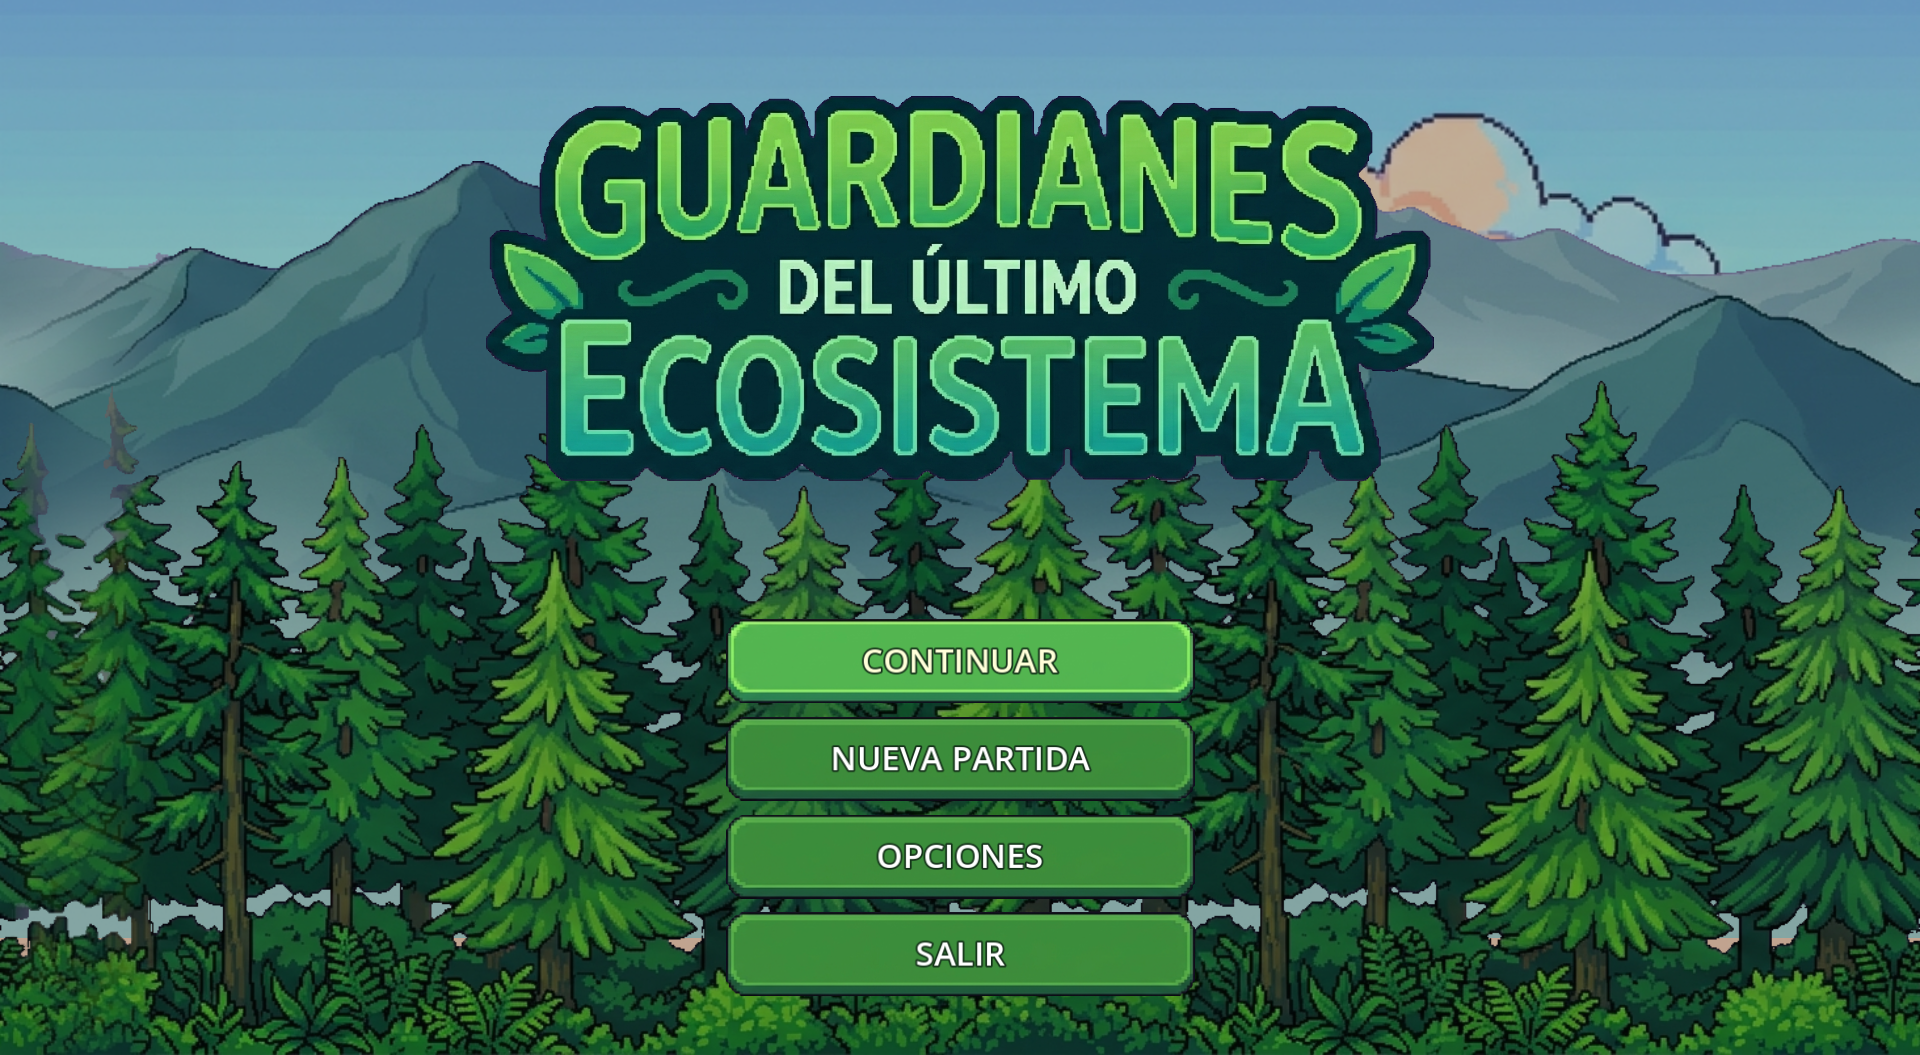 GUARDIANES
DEL ÚLTIMO
ECOSISTEMA
CONTINUAR
NUEVA PARTIDA
OPCIONES
SALIR